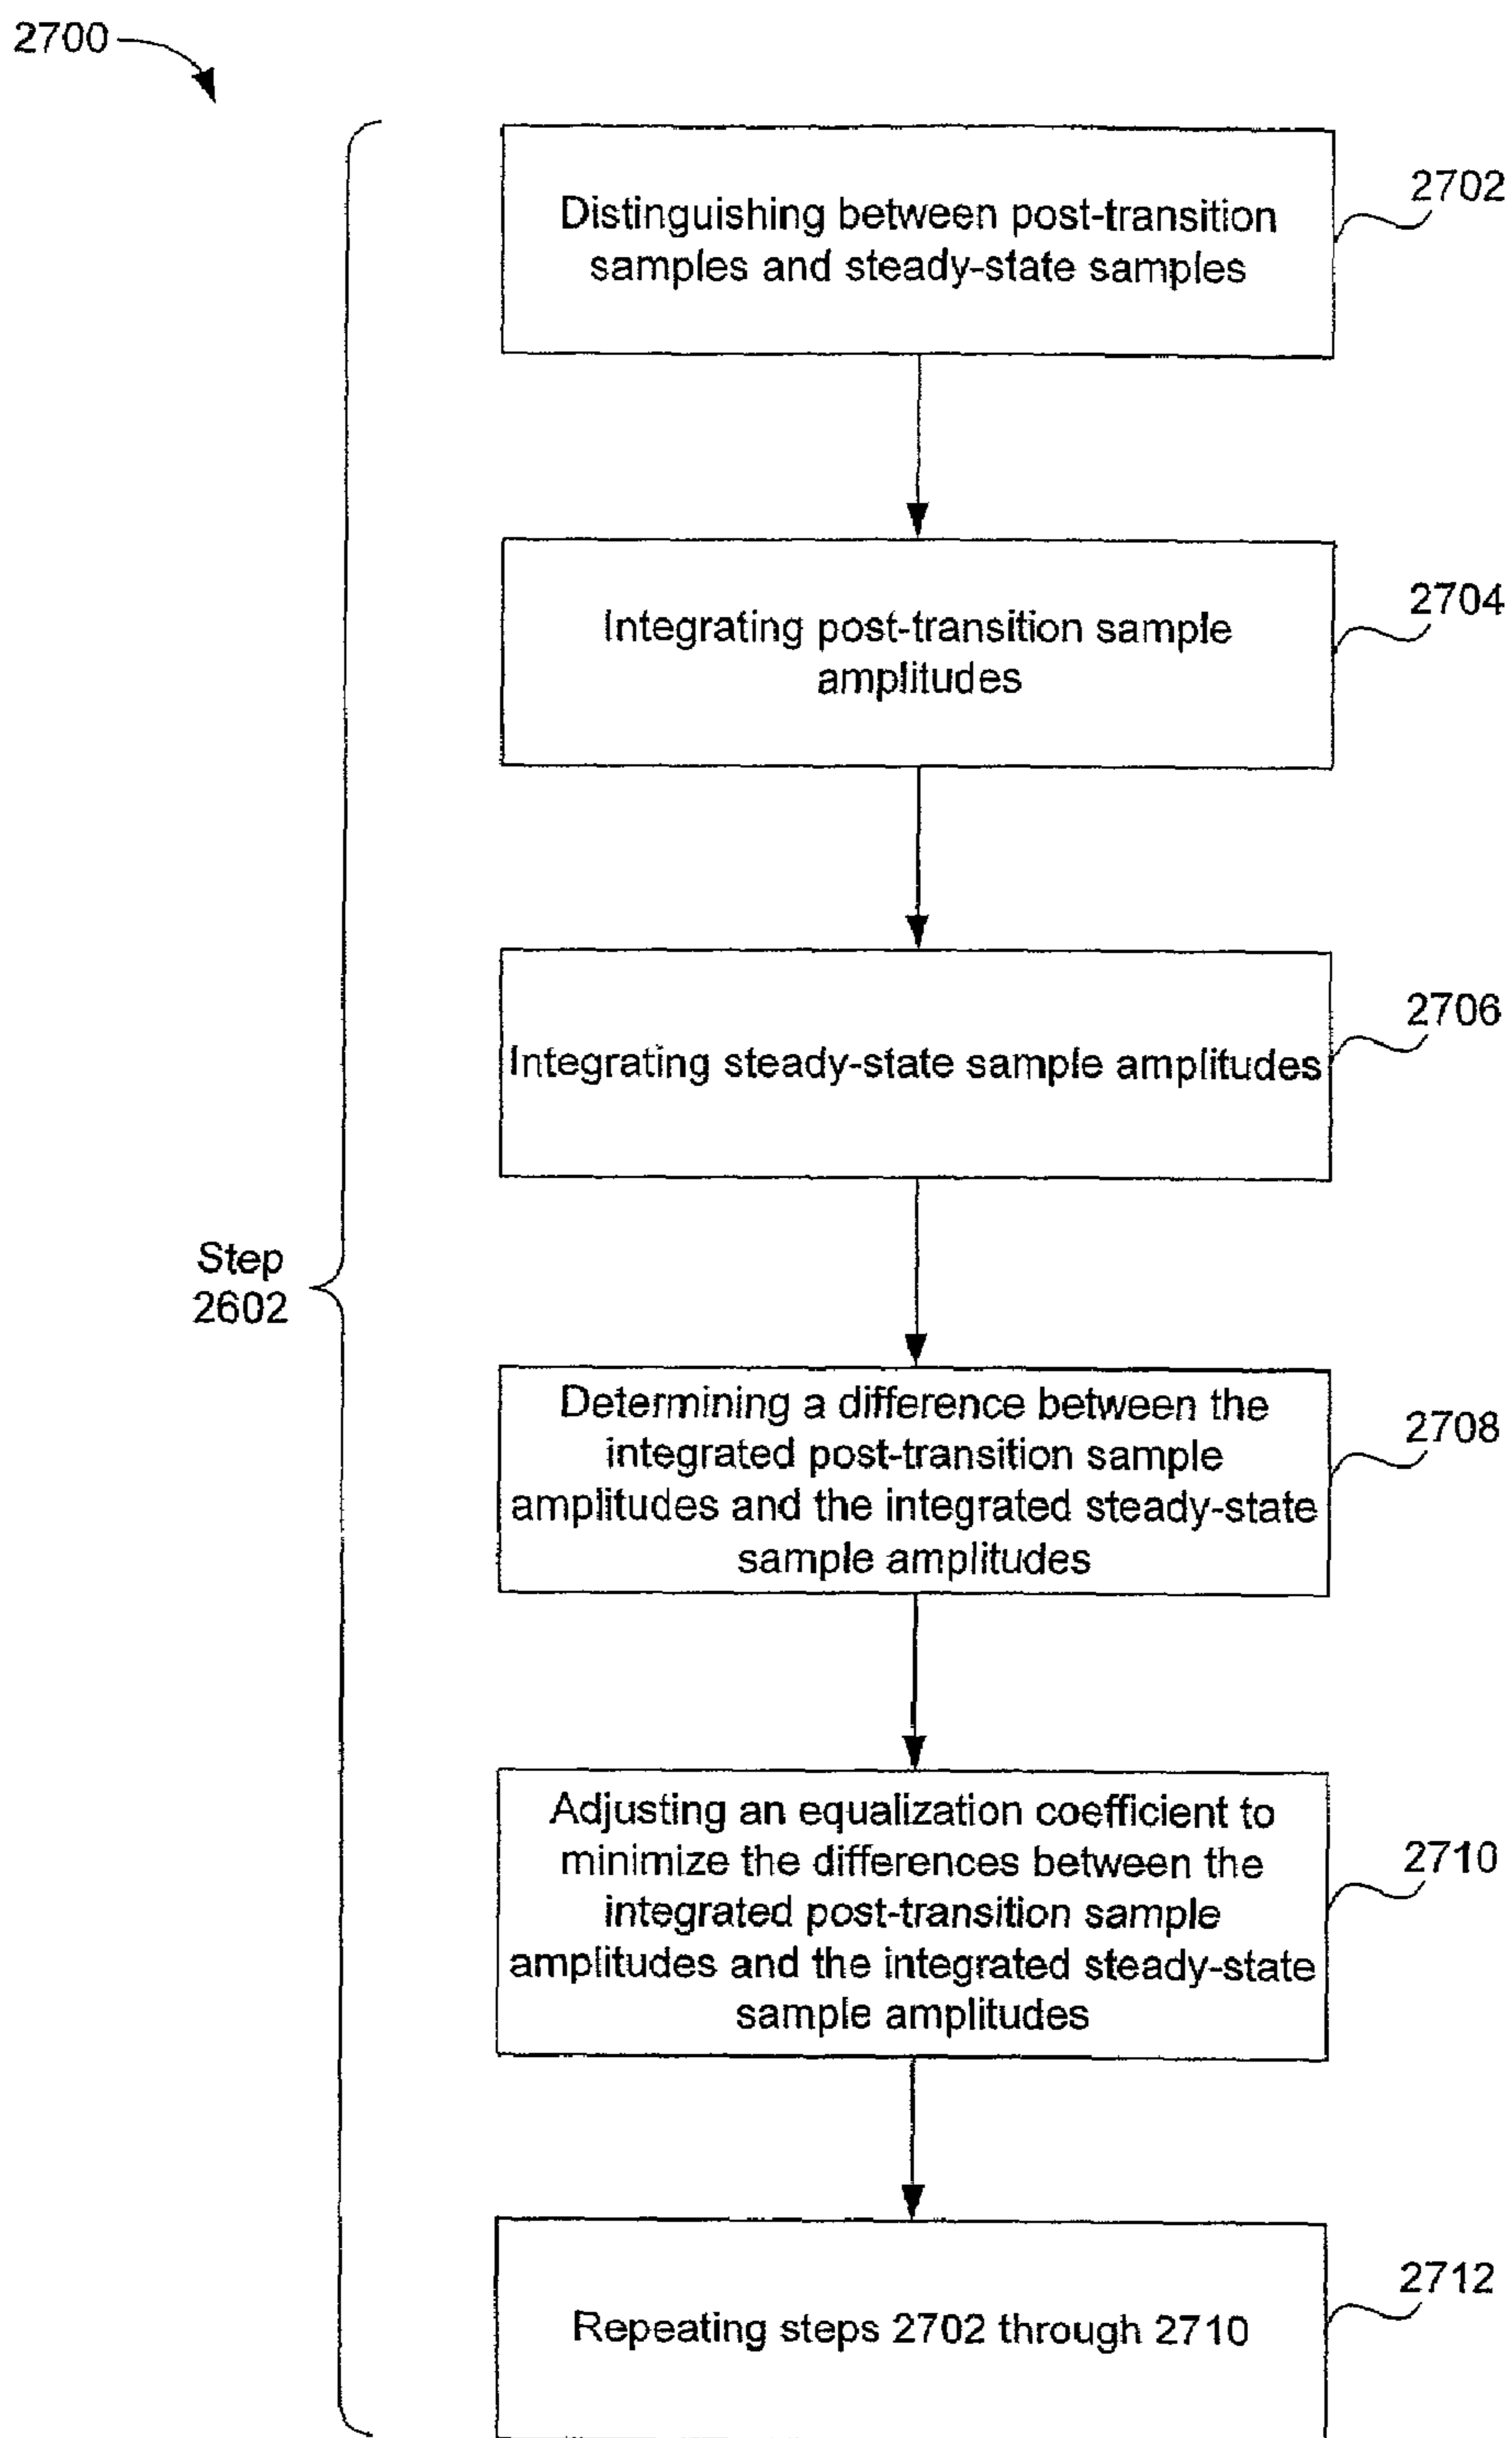 2700
Distinguishing between post-transition
samples and steady-state samples
2702
Integrating post-transition sample
amplitudes
2704
Integrating steady-state sample amplitudes
2706
Step
2602
Determining a difference between the
integrated post-transition sample
amplitudes and the integrated steady-state
sample amplitudes
2708
Adjusting an equalization coefficient to
minimize the differences between the
integrated post-transition sample
amplitudes and the integrated steady-state
sample amplitudes
2710
Repeating steps 2702 through 2710
2712